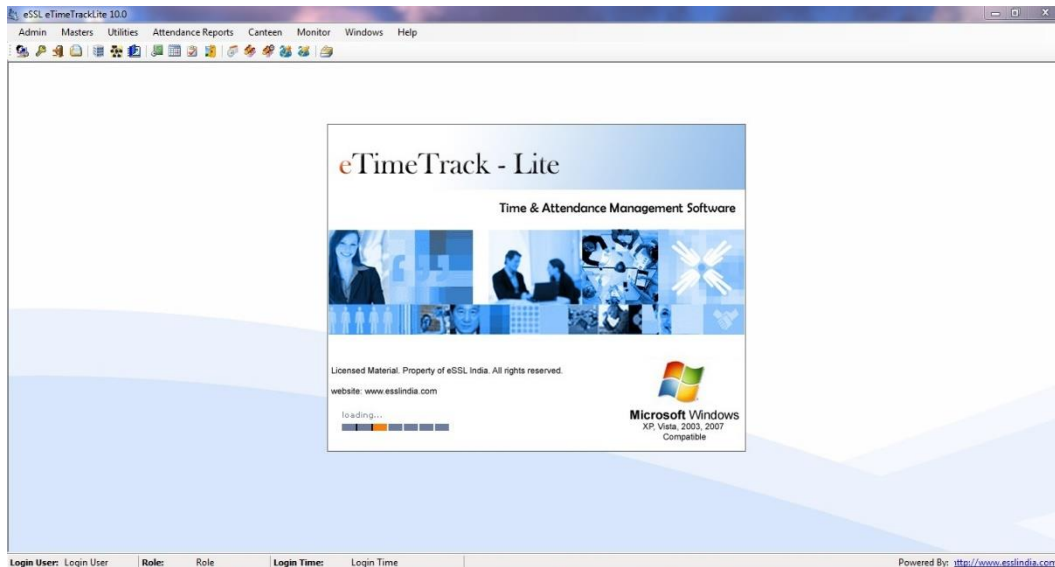 eSSL eTimeTrackLite 10.0
Admin Masters Utilities Attendance Reports Canteen Monitor Windows Help
eTimeTrack - Lite
Time & Attendance Management Software
Licensed Material. Property of eSSL India. All rights reserved.
website: www.esslindia.com
loading...
Microsoft Windows
XP, Vista, 2003, 2007
Compatible
Login User: Login User Role: Role Login Time: Login Time Powered By: http://www.esslindia.com